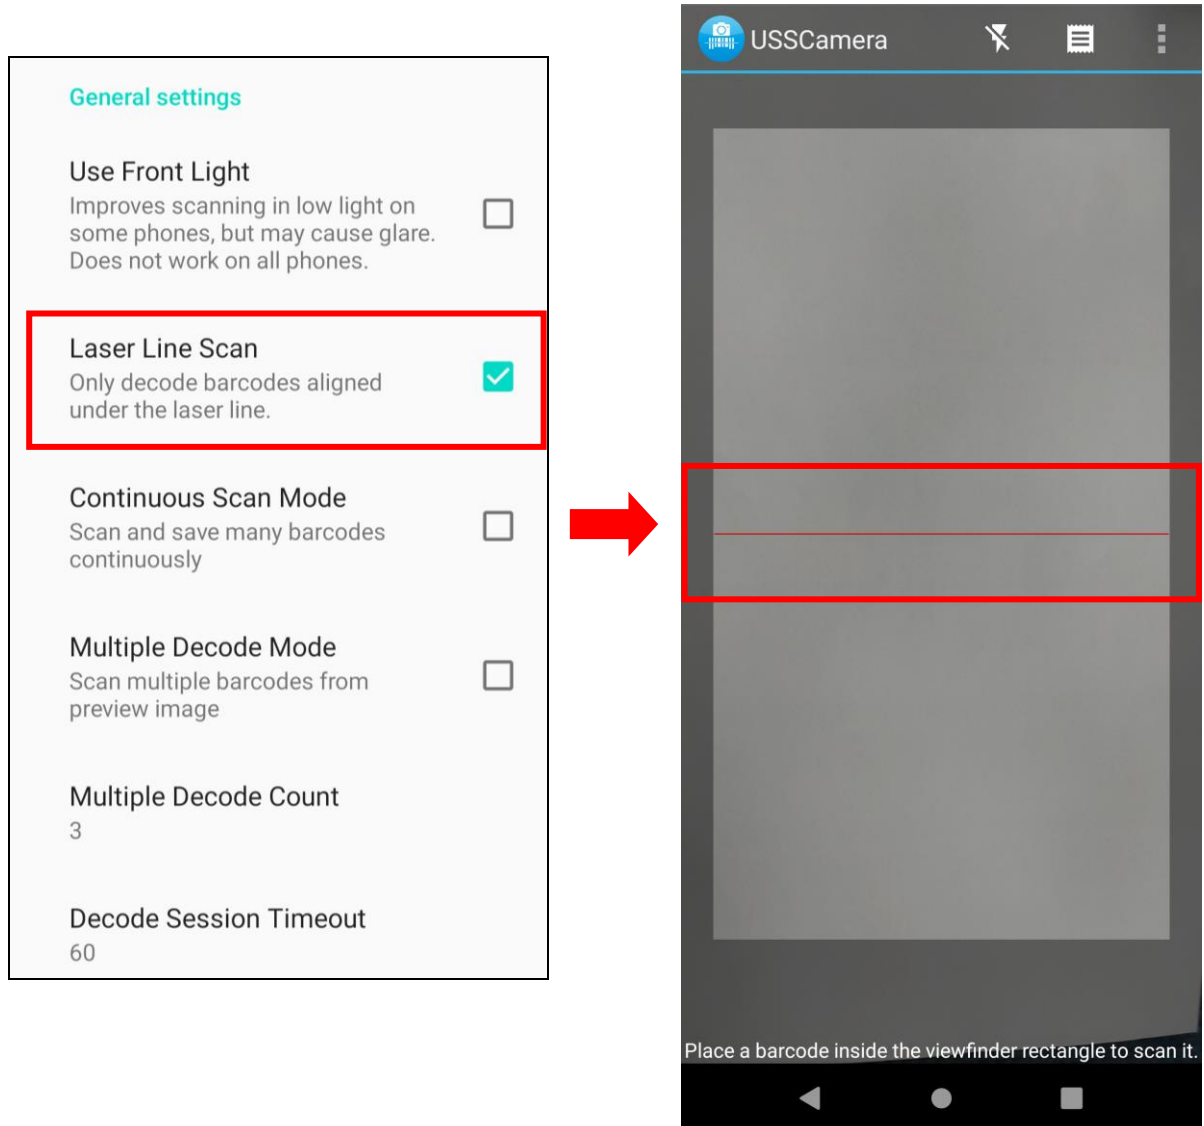 General settings
Use Front Light
Improves scanning in low light on
some phones, but may cause glare.
Does not work on all phones.
Laser Line Scan
Only decode barcodes aligned
under the laser line.
Continuous Scan Mode
Scan and save many barcodes
continuously
Multiple Decode Mode
Scan multiple barcodes from
preview image
Multiple Decode Count
3
Decode Session Timeout
60
USSCamera
Place a barcode inside the viewfinder rectangle to scan it.